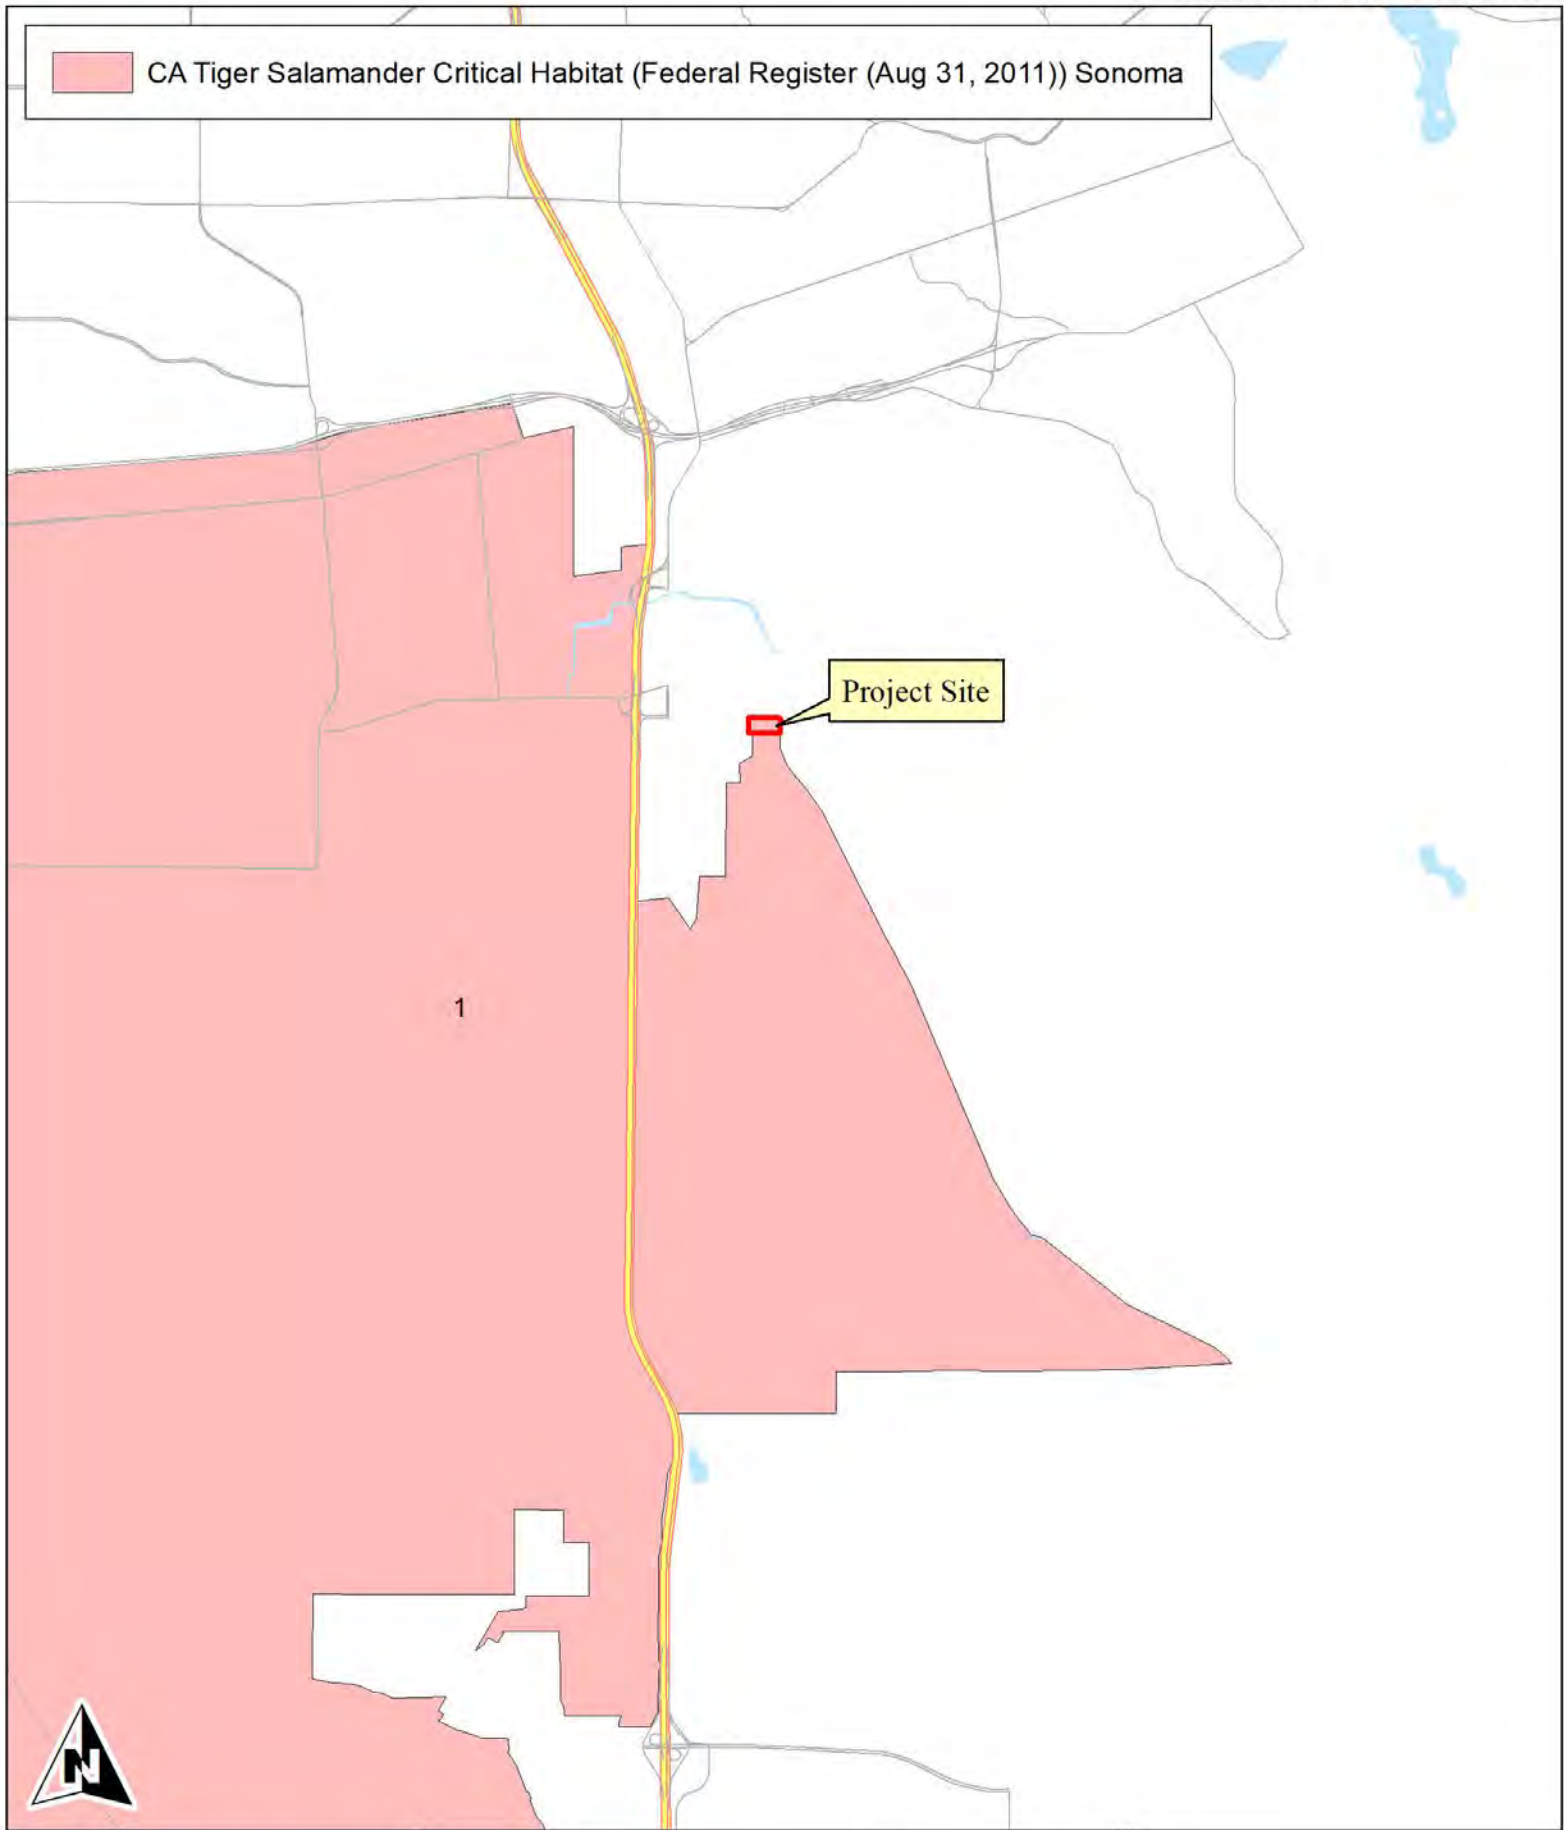 CA Tiger Salamander Critical Habitat (Federal Register (Aug 31, 2011)) Sonoma
Project Site
1
N